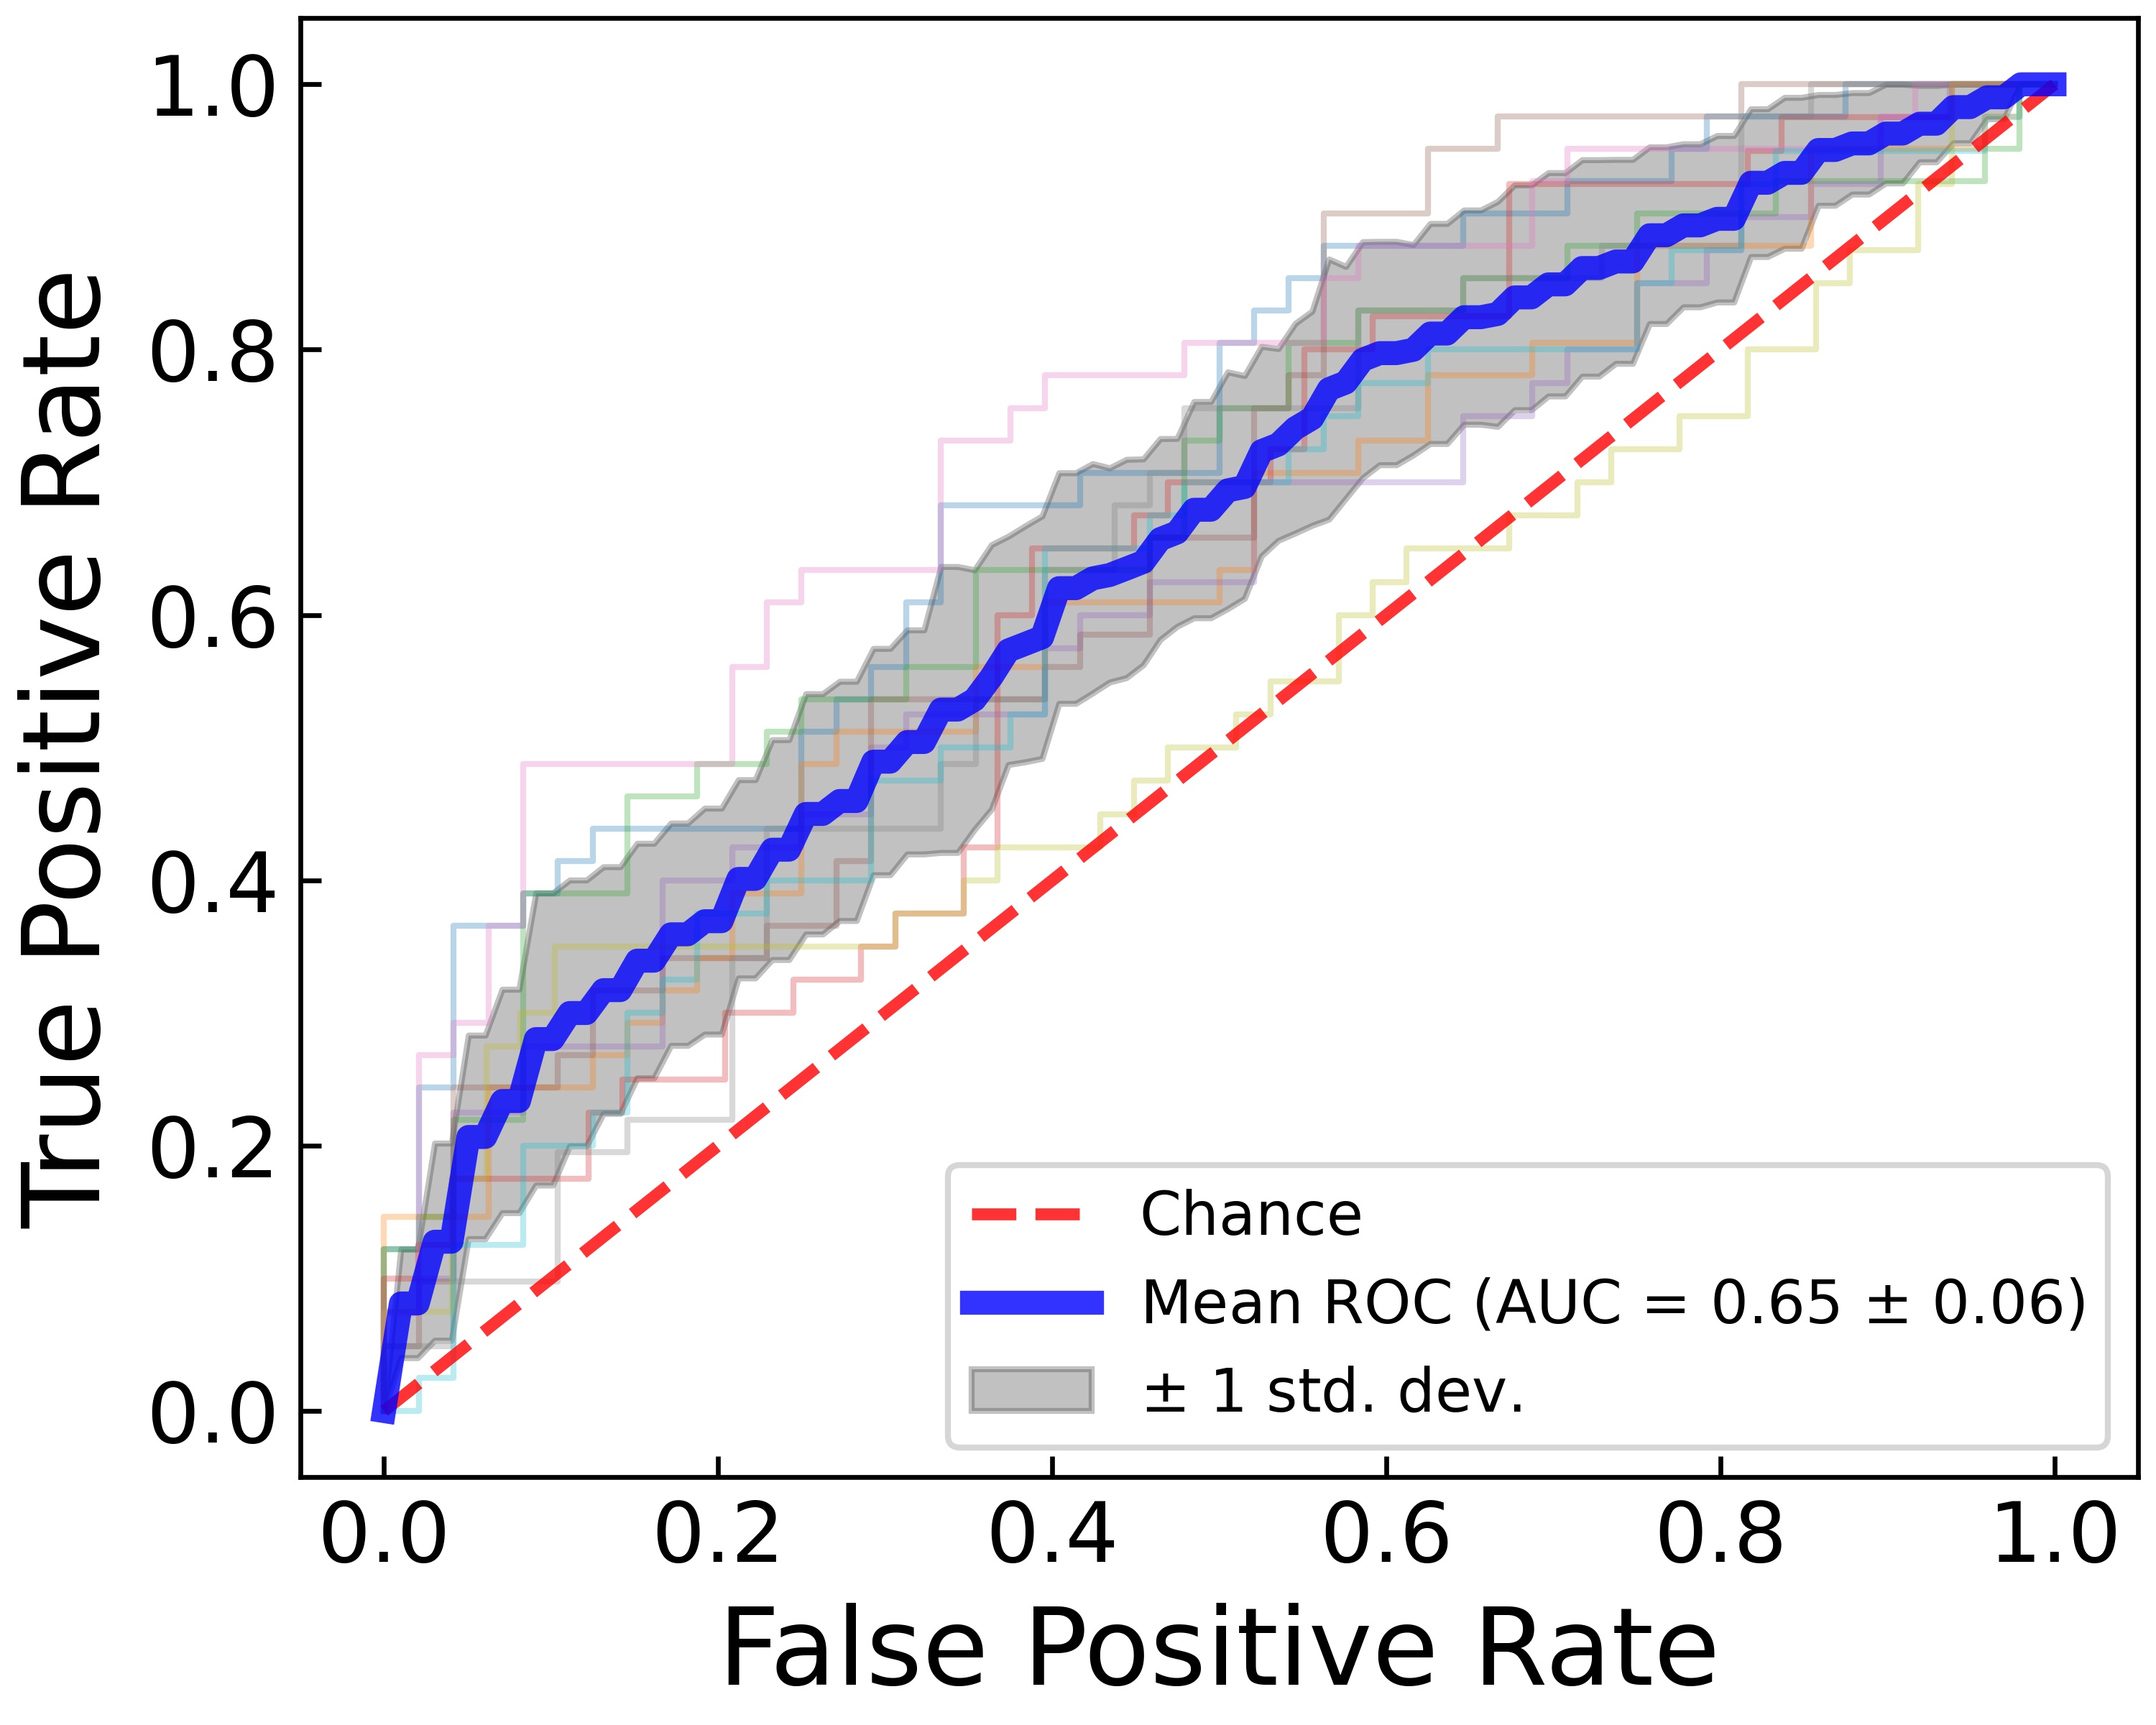 True Positive Rate
1.0
0.8
0.6
0.4
0.2
0.0
Chance
Mean ROC (AUC = 0.65 ± 0.06)
± 1 std. dev.
0.0 0.2 0.4 0.6 0.8 1.0
False Positive Rate